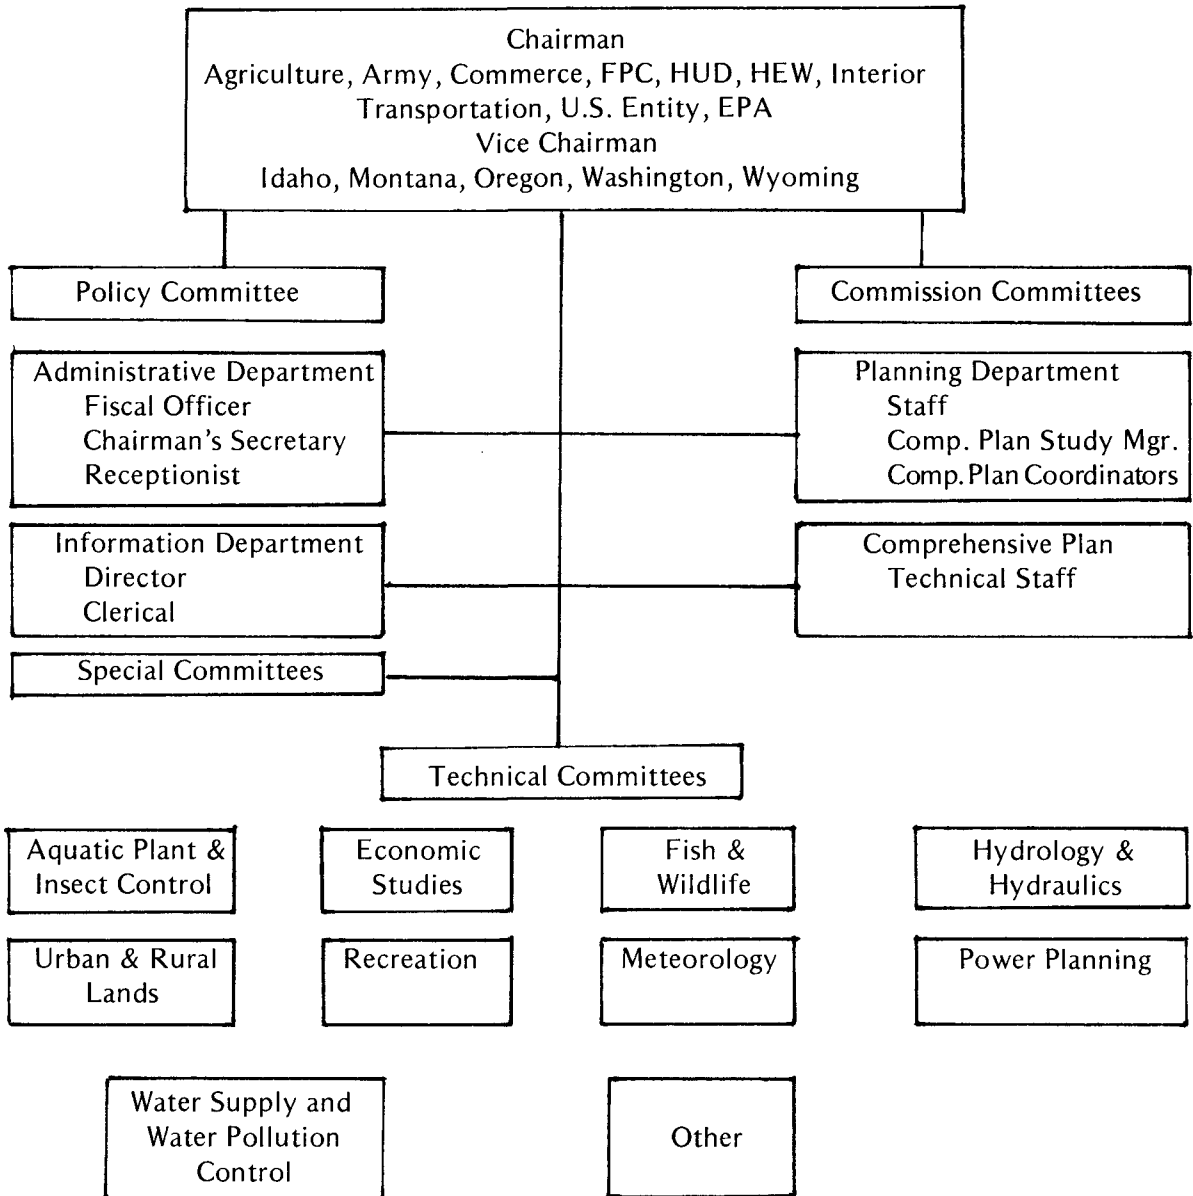 Chairman
Agriculture, Army, Commerce, FPC, HUD, HEW, Interior
Transportation, U.S. Entity, EPA
Vice Chairman
Idaho, Montana, Oregon, Washington, Wyoming
Policy Committee
Commission Committees
Administrative Department
Fiscal Officer
Chairman's Secretary
Receptionist
Planning Department
Staff
Comp. Plan Study Mgr.
Comp. Plan Coordinators
Information Department
Director
Clerical
Comprehensive Plan
Technical Staff
Special Committees
Technical Committees
Aquatic Plant &
Insect Control
Economic
Studies
Fish &
Wildlife
Hydrology &
Hydraulics
Urban & Rural
Lands
Recreation
Meteorology
Power Planning
Water Supply and
Water Pollution
Control
Other